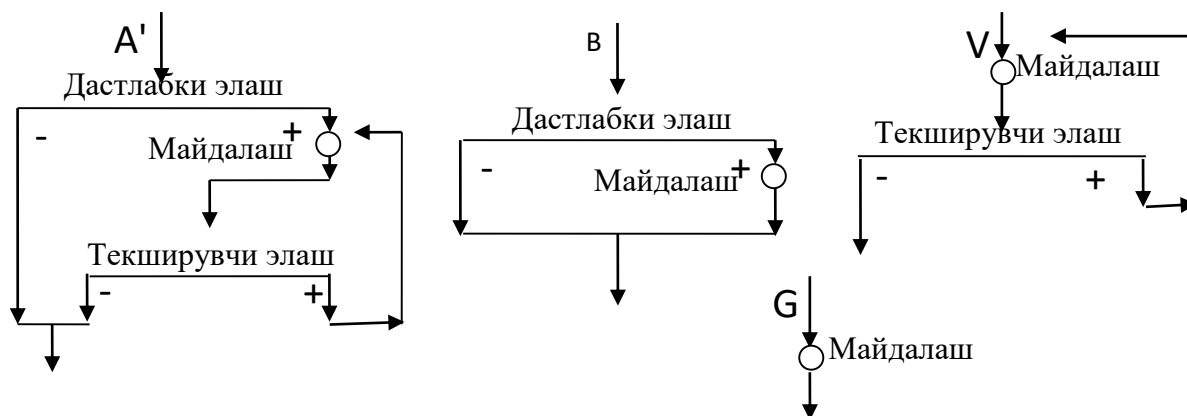 A'
Дастлабки элаш
-
+
Майдалаш
Текширувчи элаш
-
+
B
Дастлабки элаш
-
+
Майдалаш
V
Майдалаш
Текширувчи элаш
-
+
G
Майдалаш